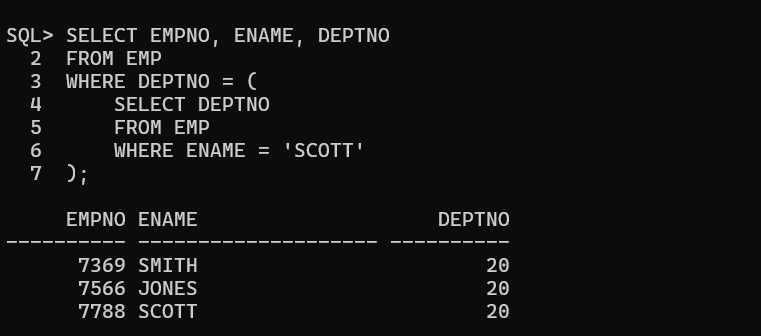 SQL> SELECT EMPNO, ENAME, DEPTNO
  2  FROM EMP
  3  WHERE DEPTNO = (
  4      SELECT DEPTNO
  5      FROM EMP
  6      WHERE ENAME = 'SCOTT'
  7  );

     EMPNO ENAME                    DEPTNO
---------- -------------------- ----------
      7369 SMITH                        20
      7566 JONES                        20
      7788 SCOTT                        20